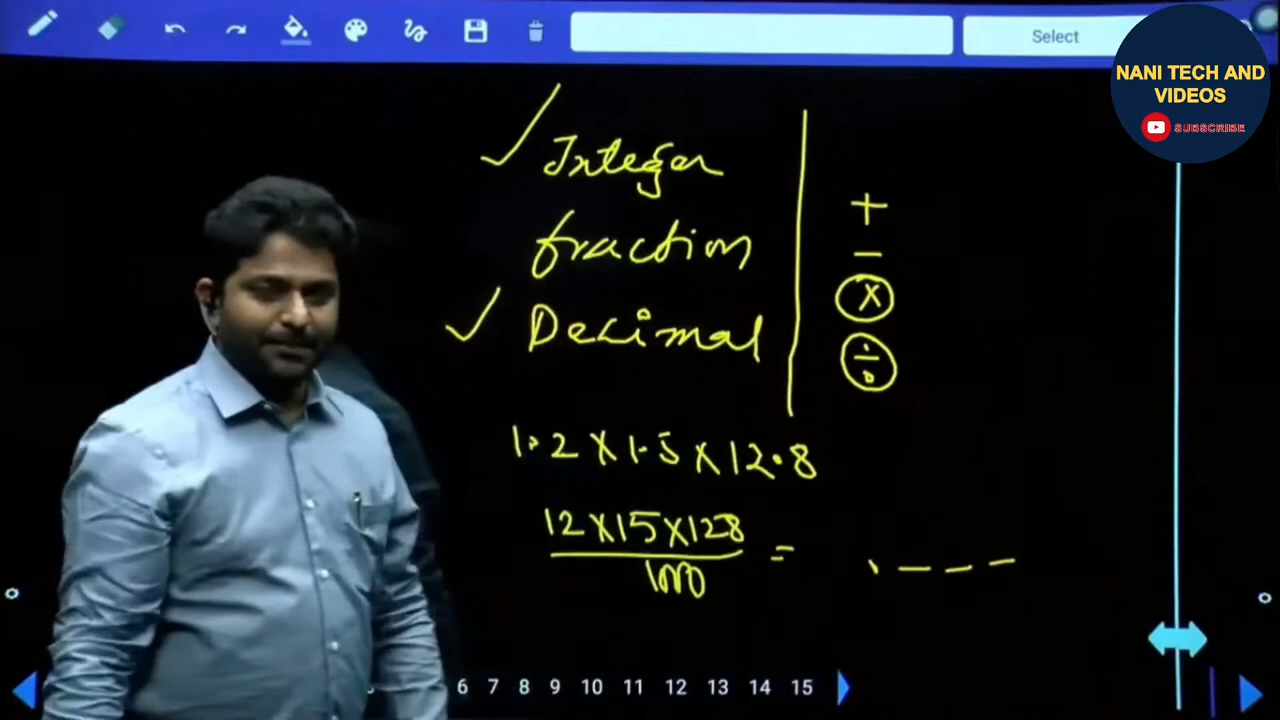 Select
NANI TECH AND
VIDEOS
SUBSCRIBE
Integer
fraction
Decimal
+
-
×
÷
1.2 × 1.5 × 12.8
12 × 15 × 128
1000
= . _ _ _
6 7 8 9 10 11 12 13 14 15